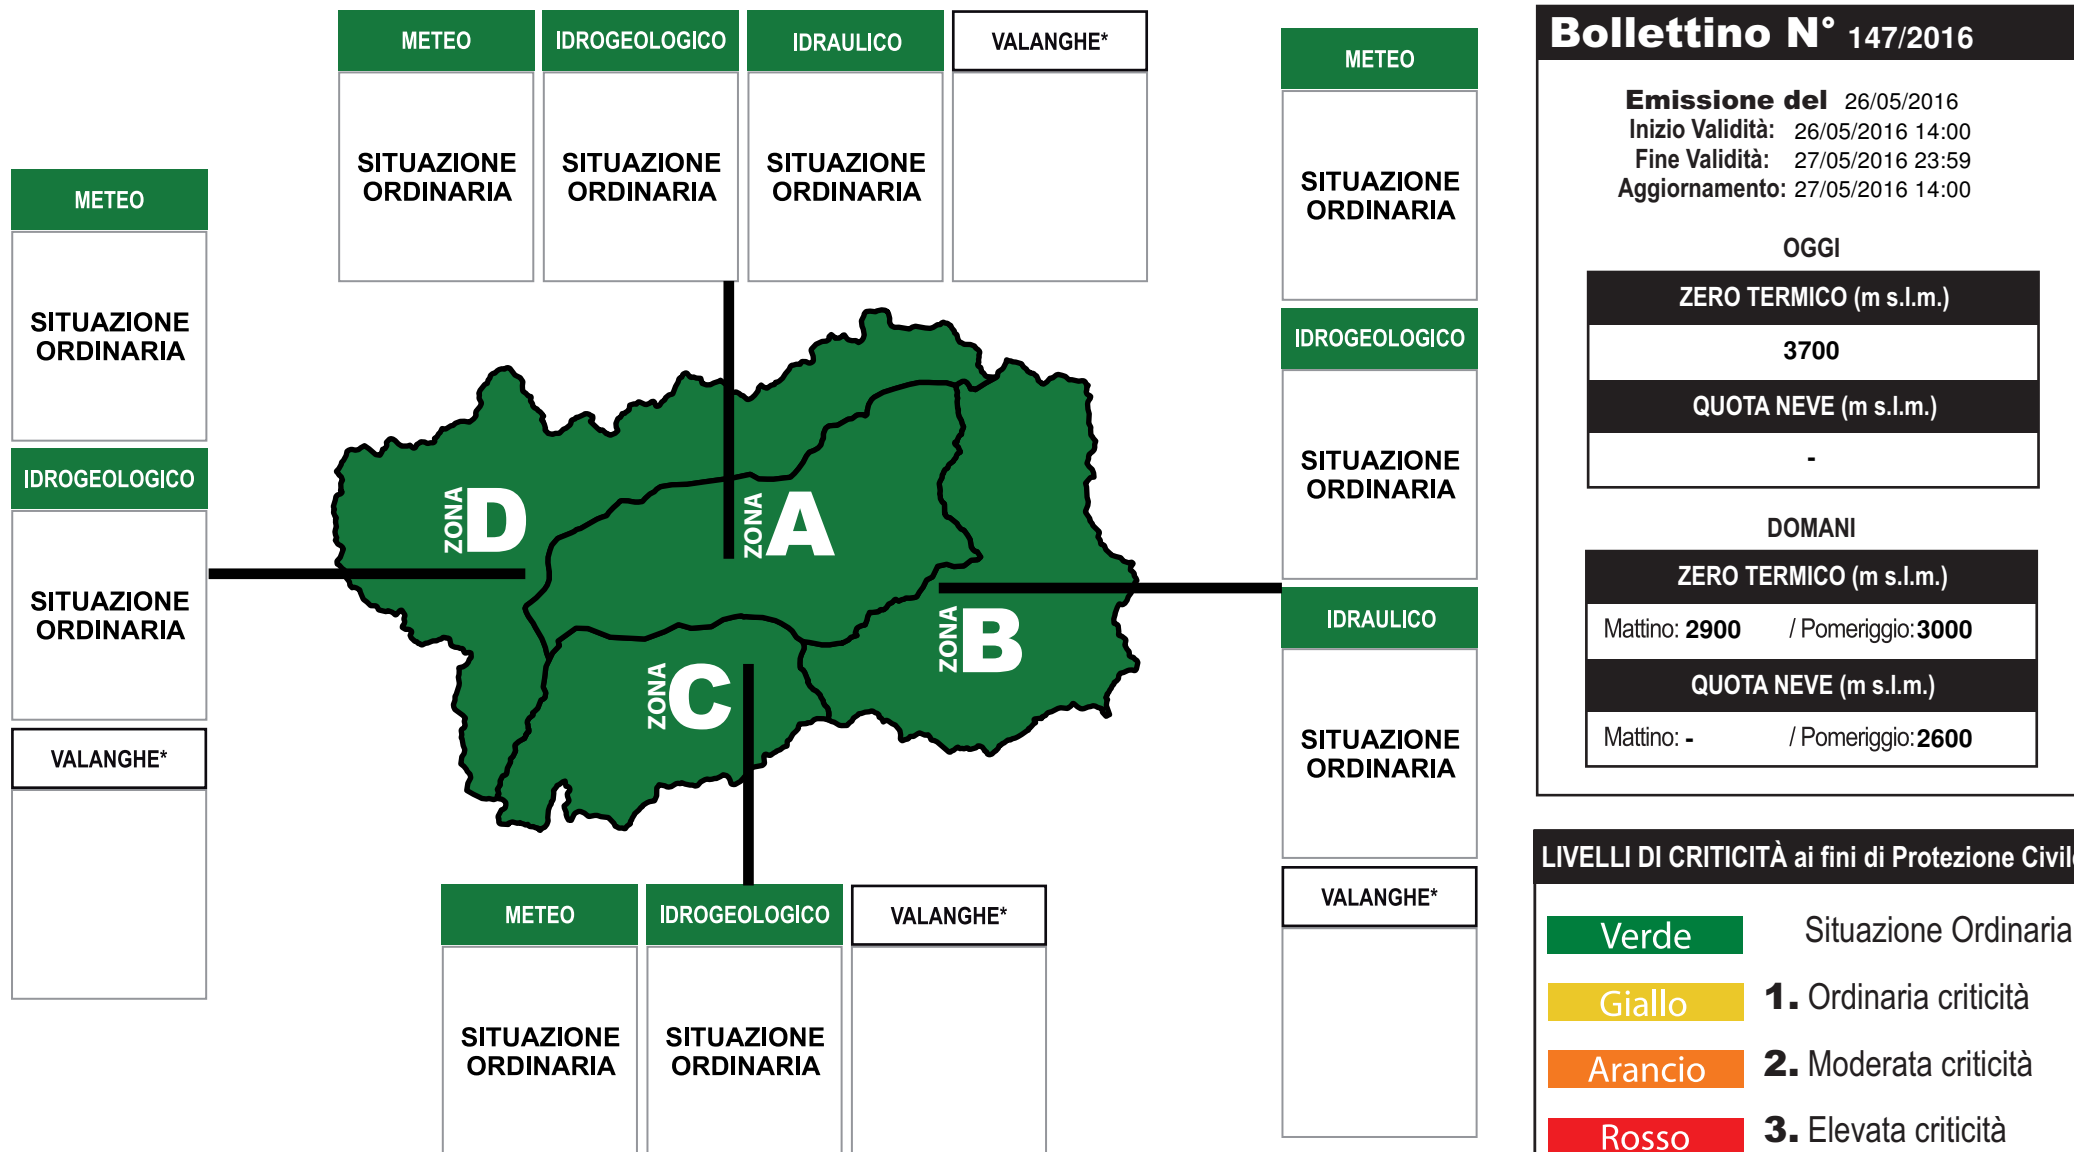 METEO IDROGEOLOGICO IDRAULICO VALANGHE*
SITUAZIONE ORDINARIA SITUAZIONE ORDINARIA SITUAZIONE ORDINARIA
METEO
SITUAZIONE
ORDINARIA
IDROGEOLOGICO
SITUAZIONE
ORDINARIA
VALANGHE*
ZONA D
ZONA A
ZONA B
ZONA C
METEO
SITUAZIONE
ORDINARIA
IDROGEOLOGICO
SITUAZIONE
ORDINARIA
IDRAULICO
SITUAZIONE
ORDINARIA
VALANGHE*
METEO IDROGEOLOGICO VALANGHE*
SITUAZIONE ORDINARIA SITUAZIONE ORDINARIA
Bollettino N° 147/2016
Emissione del 26/05/2016
Inizio Validità: 26/05/2016 14:00
Fine Validità: 27/05/2016 23:59
Aggiornamento: 27/05/2016 14:00
OGGI
ZERO TERMICO (m s.l.m.)
3700
QUOTA NEVE (m s.l.m.)
-
DOMANI
ZERO TERMICO (m s.l.m.)
Mattino: 2900 / Pomeriggio: 3000
QUOTA NEVE (m s.l.m.)
Mattino: - / Pomeriggio: 2600
LIVELLI DI CRITICITÀ ai fini di Protezione Civile
Verde Situazione Ordinaria
Giallo 1. Ordinaria criticità
Arancio 2. Moderata criticità
Rosso 3. Elevata criticità